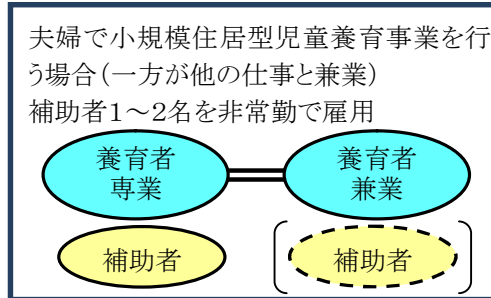 夫婦で小規模住居型児童養育事業を行
う場合(一方が他の仕事と兼業)
補助者1~2名を非常勤で雇用
養育者 養育者
専業 兼業
補助者 補助者